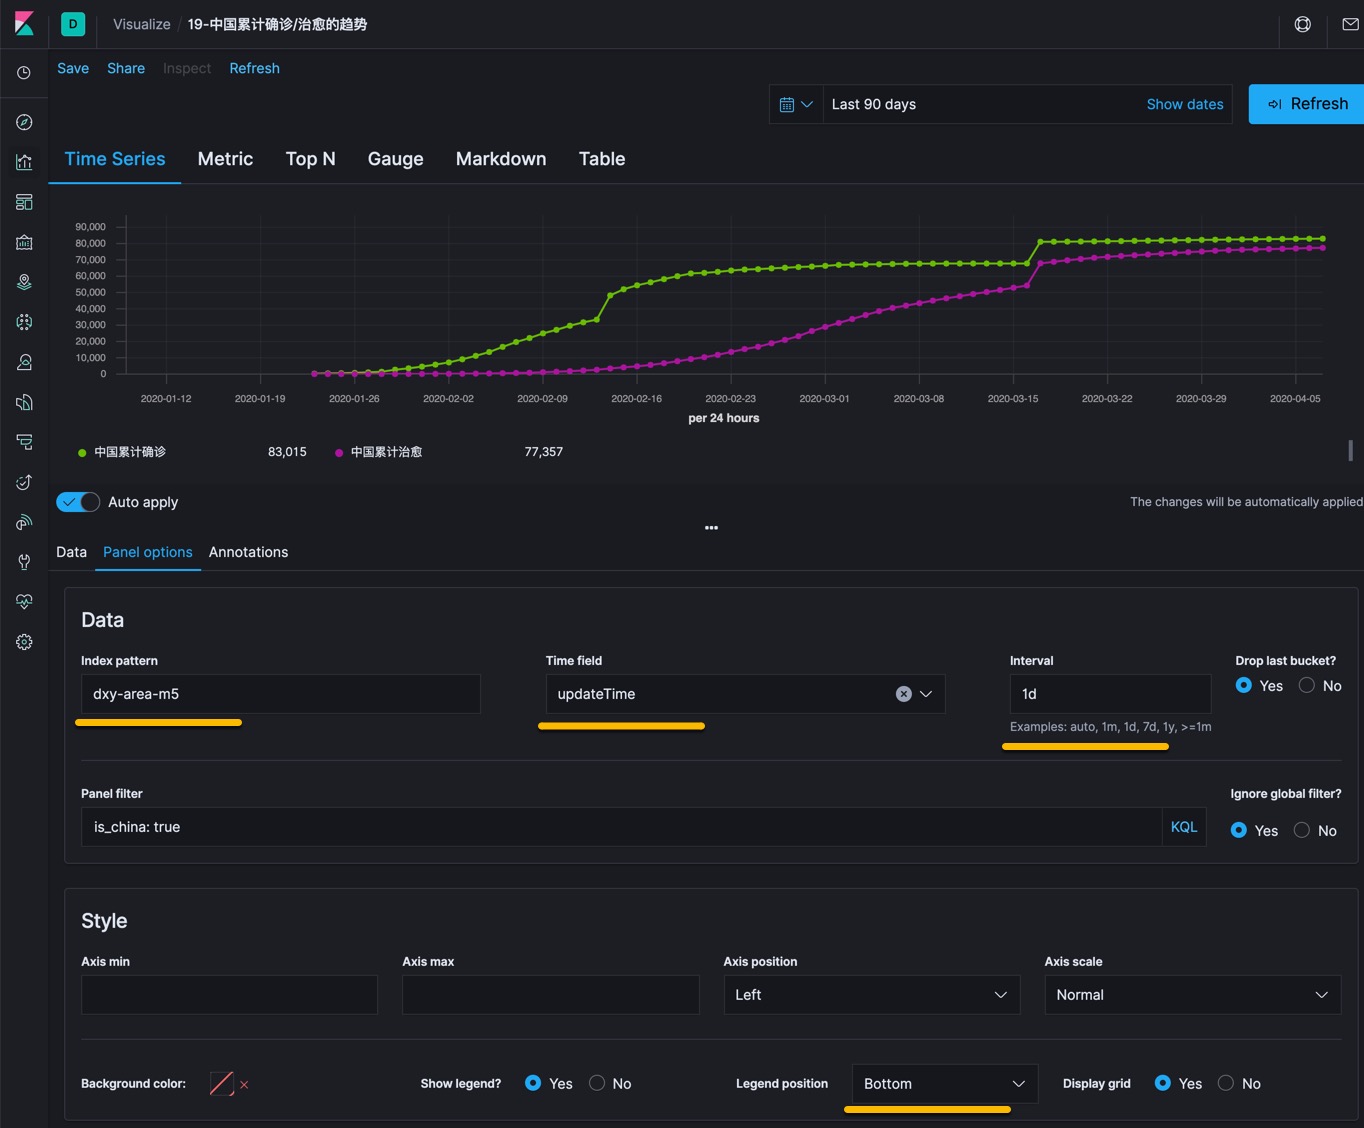 D Visualize / 19-中国累计确诊/治愈的趋势
Save Share Inspect Refresh
Last 90 days Show dates Refresh
Time Series Metric Top N Gauge Markdown Table
90,000
80,000
70,000
60,000
50,000
40,000
30,000
20,000
10,000
0
2020-01-12 2020-01-19 2020-01-26 2020-02-02 2020-02-09 2020-02-16 2020-02-23 2020-03-01 2020-03-08 2020-03-15 2020-03-22 2020-03-29 2020-04-05
per 24 hours
中国累计确诊 83,015 中国累计治愈 77,357
Auto apply The changes will be automatically applied
Data Panel options Annotations
Data
Index pattern Time field Interval Drop last bucket?
dxy-area-m5 updateTime 1d Yes No
Examples: auto, 1m, 1d, 7d, 1y, >=1m
Panel filter Ignore global filter?
is_china: true KQL Yes No
Style
Axis min Axis max Axis position Axis scale
Left Normal
Background color: Show legend? Yes No Legend position Bottom Display grid Yes No